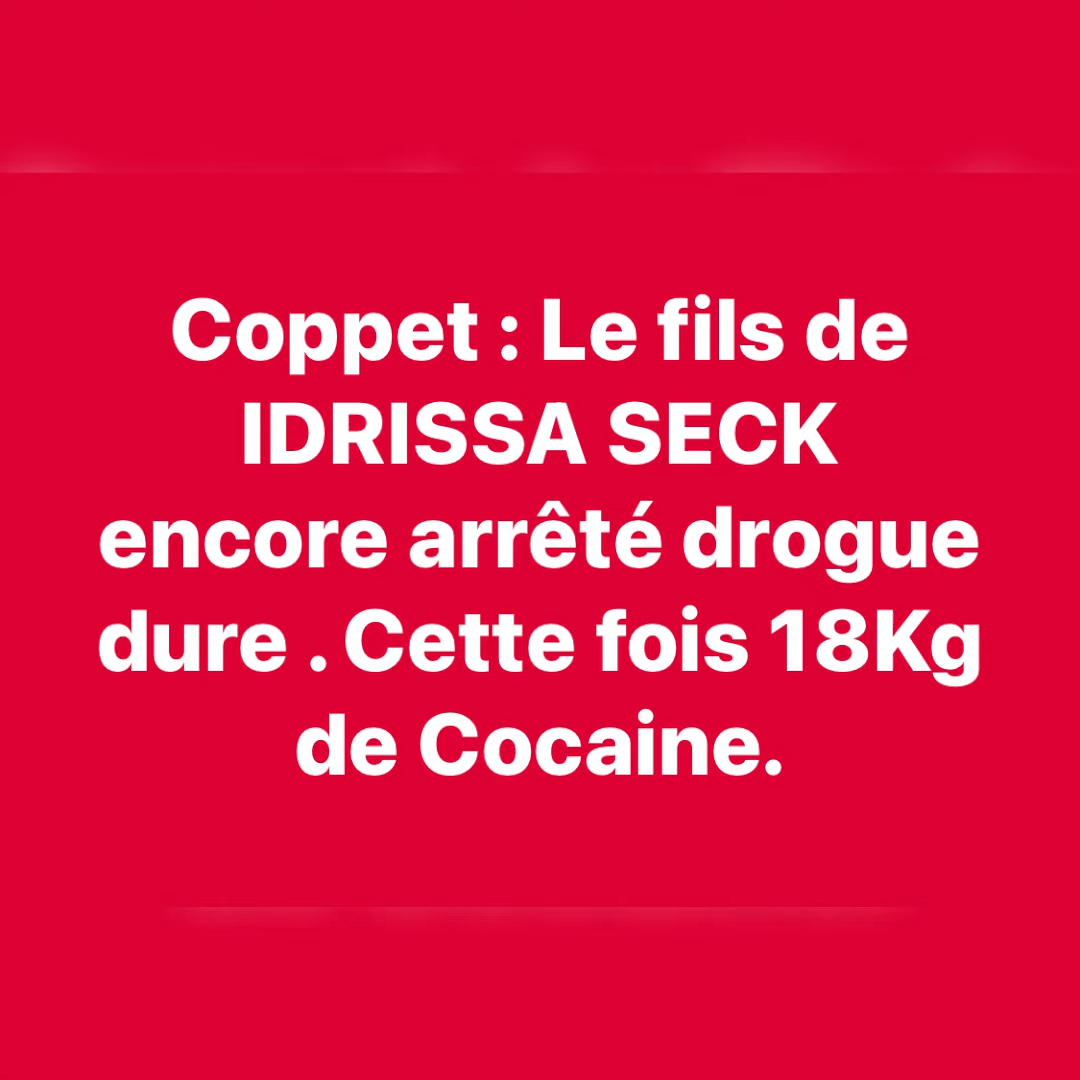 Coppet : Le fils de
IDRISSA SECK
encore arrêté drogue
dure . Cette fois 18Kg
de Cocaine.